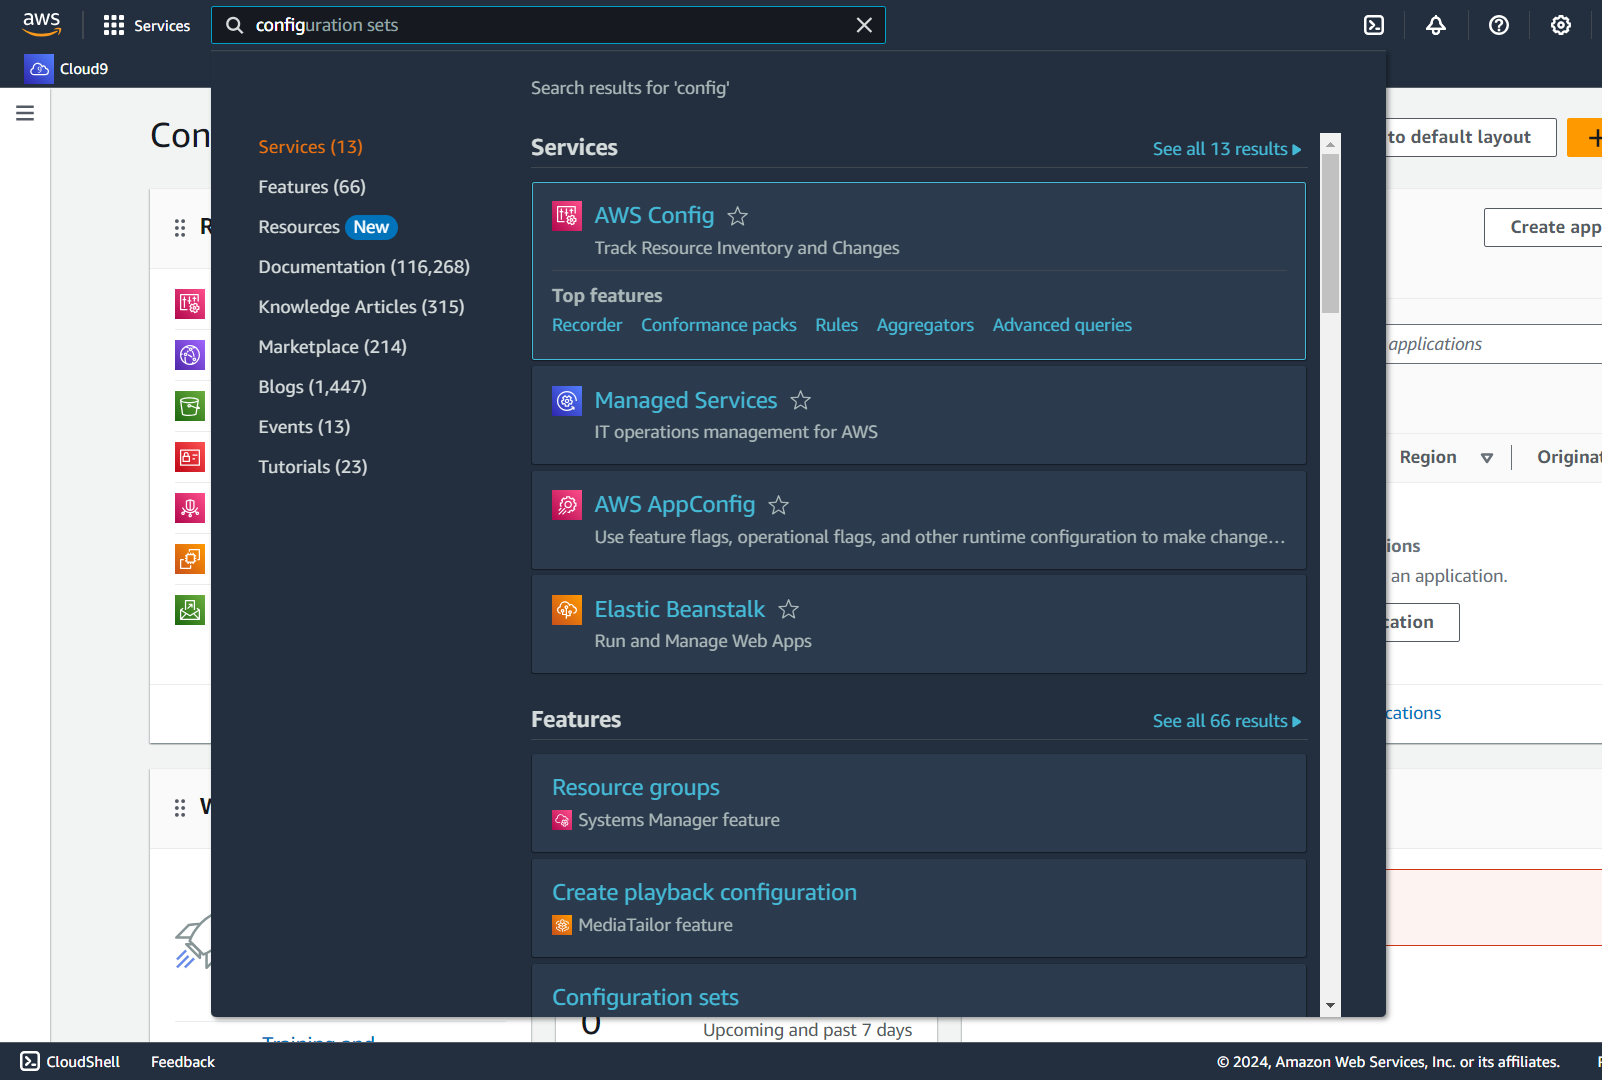 aws
Services
configuration sets
Cloud9
Search results for 'config'
Con
to default layout
Services (13)
Features (66)
Resources New
Documentation (116,268)
Knowledge Articles (315)
Marketplace (214)
Blogs (1,447)
Events (13)
Tutorials (23)
Services
See all 13 results
AWS Config
Track Resource Inventory and Changes
Top features
Recorder Conformance packs Rules Aggregators Advanced queries
Managed Services
IT operations management for AWS
AWS AppConfig
Use feature flags, operational flags, and other runtime configuration to make change…
Elastic Beanstalk
Run and Manage Web Apps
Features
See all 66 results
Resource groups
Systems Manager feature
Create playback configuration
MediaTailor feature
Configuration sets
R
Create app
applications
Region
Originat
ions
an application.
cation
cations
W
0
Upcoming and past 7 days
Training and
CloudShell
Feedback
© 2024, Amazon Web Services, Inc. or its affiliates.